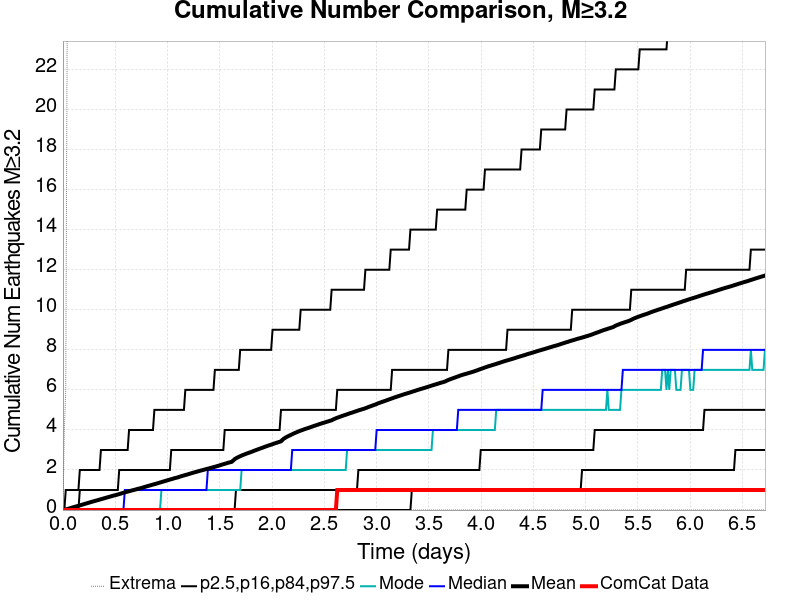 Cumulative Number Comparison, M≥3.2
Cumulative Num Earthquakes M≥3.2
22
20
18
16
14
12
10
8
6
4
2
0
0.0 0.5 1.0 1.5 2.0 2.5 3.0 3.5 4.0 4.5 5.0 5.5 6.0 6.5
Time (days)
Extrema p2.5,p16,p84,p97.5 Mode Median Mean ComCat Data